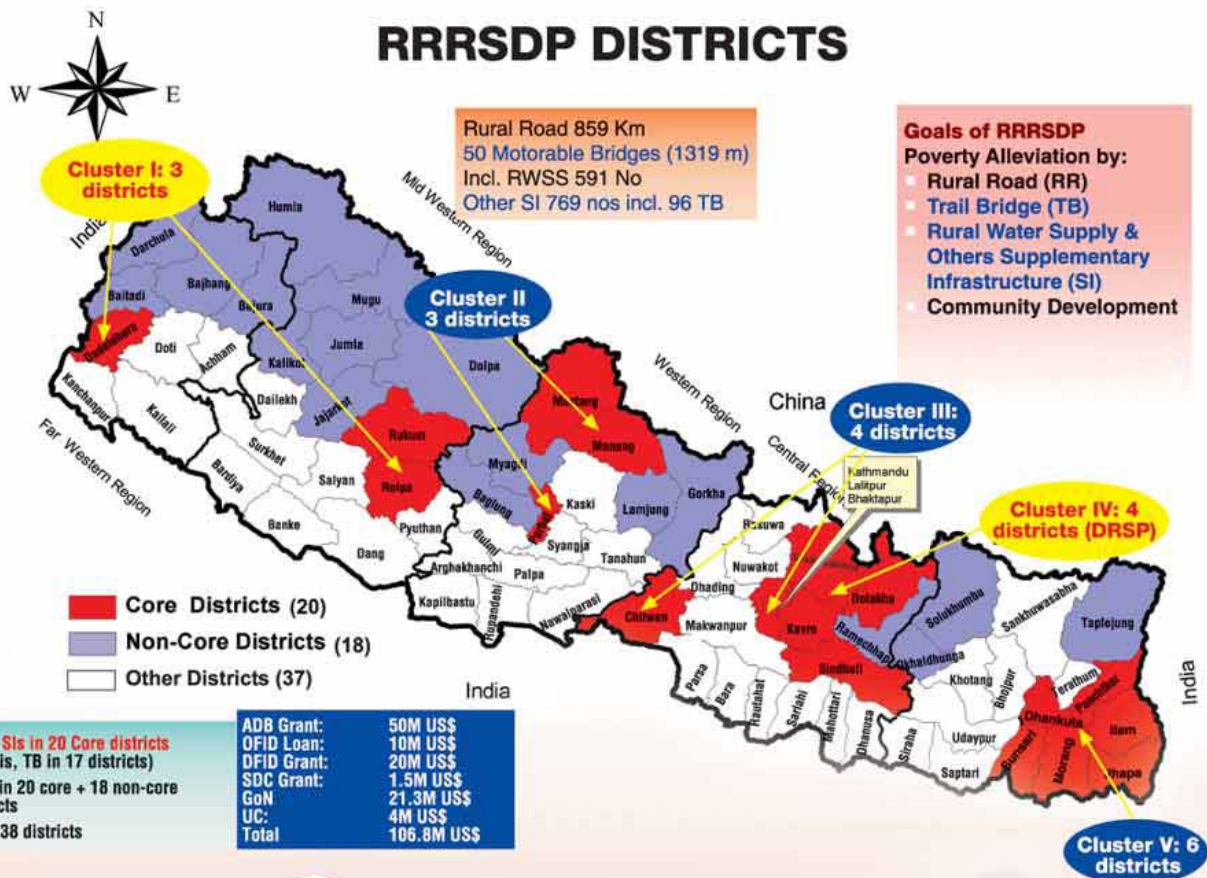 RRRSDP DISTRICTS
N
W
E
S
Rural Road 859 Km
50 Motorable Bridges (1319 m)
Incl. RWSS 591 No
Other SI 769 nos incl. 96 TB
Goals of RRRSDP
Poverty Alleviation by:
Rural Road (RR)
Trail Bridge (TB)
Rural Water Supply &
Others Supplementary
Infrastructure (SI)
Community Development
Cluster I: 3
districts
Cluster II
3 districts
Cluster III:
4 districts
Cluster IV: 4
districts (DRSP)
Cluster V: 6
districts
India
Mid Western Region
Western Region
China
Far Western Region
India
India
Kathmandu
Lalitpur
Bhaktapur
Humla
Darchula
Bajhang
Baitadi
Bajura
Mugu
Jumla
Dolpa
Kalikot
Doti
Achham
Dailekh
Jajarkot
Kanchanpur
Kailali
Surkhet
Bardiya
Salyan
Rukum
Rolpa
Banke
Dang
Pyuthan
Mustang
Manang
Myagdi
Baglung
Kaski
Lamjung
Gorkha
Gulmi
Syangja
Tanahun
Arghakhanchi
Palpa
Kapilbastu
Rupandehi
Nawalparasi
Chitwan
Rasuwa
Nuwakot
Dhading
Makwanpur
Kavre
Dolakha
Ramechhap
Sindhuli
Parsa
Bara
Rautahat
Sarlahi
Mahottari
Dhanusa
Siraha
Saptari
Udaypur
Solukhumbu
Okhaldhunga
Khotang
Bhojpur
Sankhuwasabha
Taplejung
Terathum
Panchthar
Dhankuta
Ilam
Sunsari
Morang
Jhapa
Core Districts (20)
Non-Core Districts (18)
Other Districts (37)
SIs in 20 Core districts
TB in 17 districts)
in 20 core + 18 non-core
38 districts
ADB Grant: 50M US$
OFID Loan: 10M US$
DFID Grant: 20M US$
SDC Grant: 1.5M US$
GoN 21.3M US$
UC: 4M US$
Total 106.8M US$